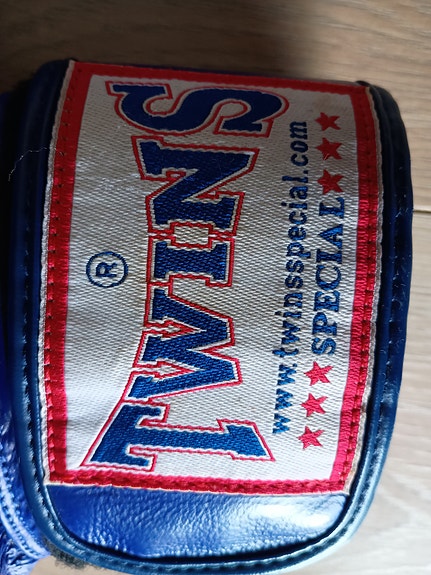 ®
TWINS
www.twinsspecial.com
★★★SPECIAL★★★★